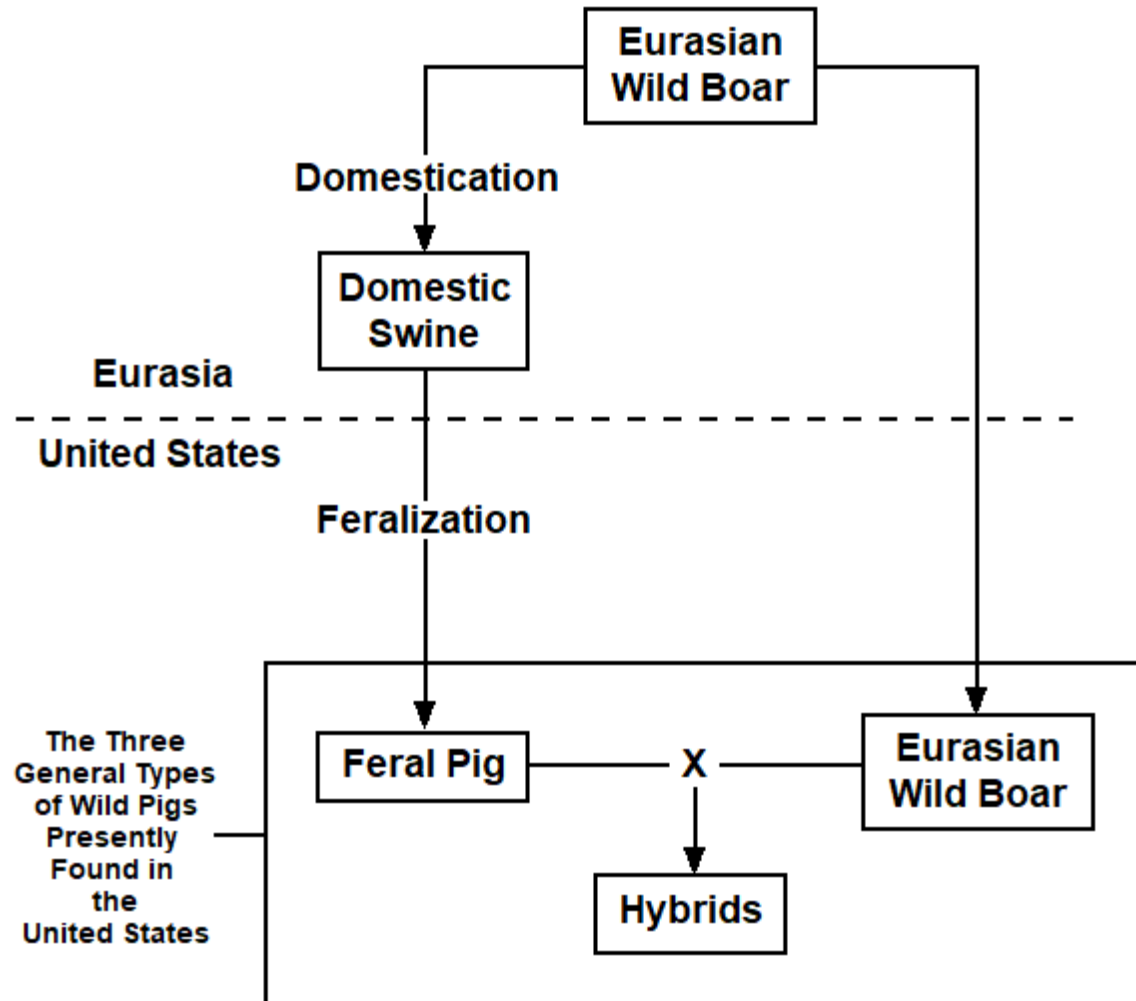 Eurasian
Wild Boar
Domestication
Domestic
Swine
Eurasia
United States
Feralization
The Three
General Types
of Wild Pigs
Presently
Found in
the
United States
Feral Pig
X
Eurasian
Wild Boar
Hybrids